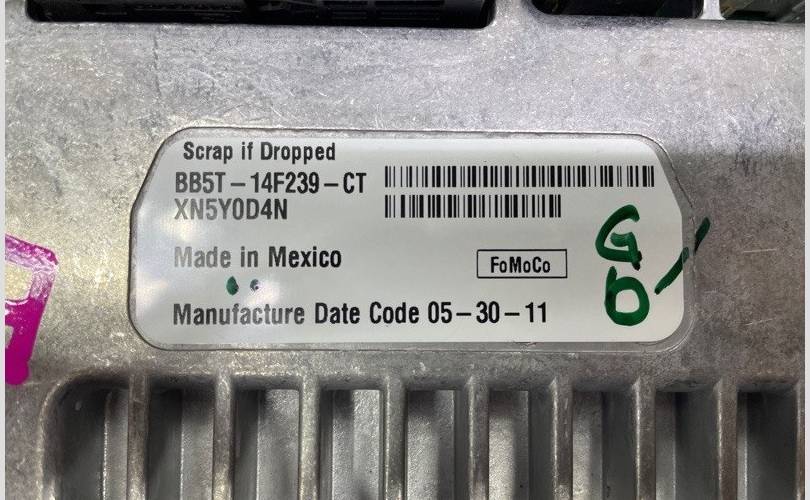 Scrap if Dropped
BB5T-14F239-CT
XN5Y0D4N
Made in Mexico
FoMoCo
Manufacture Date Code 05-30-11